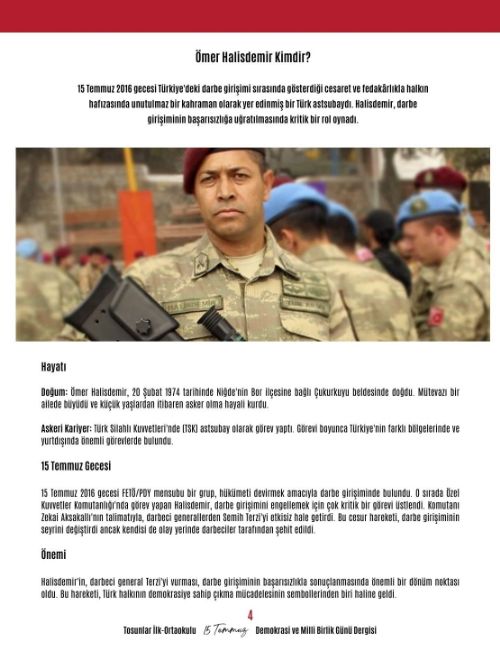 Ömer Halisdemir Kimdir?
15 Temmuz 2016 gecesi Türkiye'deki darbe girişimi sırasında gösterdiği cesaret ve fedakârlıkla halkın
hafızasında unutulmaz bir kahraman olarak yer edinmiş bir Türk astsubaydı. Halisdemir, darbe
girişiminin başarısızlığa uğratılmasında kritik bir rol oynadı.
HALİSDEMİR
Hayatı
Doğum: Ömer Halisdemir, 20 Şubat 1974 tarihinde Niğde'nin Bor ilçesine bağlı Çukurkuyu beldesinde doğdu. Mütevazı bir
ailede büyüdü ve küçük yaşlardan itibaren asker olma hayali kurdu.
Askeri Kariyer: Türk Silahlı Kuvvetleri'nde (TSK) astsubay olarak görev yaptı. Görevi boyunca Türkiye'nin farklı bölgelerinde ve
yurtdışında önemli görevlerde bulundu.
15 Temmuz Gecesi
15 Temmuz 2016 gecesi FETÖ/PDY mensubu bir grup, hükümeti devirmek amacıyla darbe girişiminde bulundu. O sırada Özel
Kuvvetler Komutanlığı'nda görev yapan Halisdemir, darbe girişimini engellemek için çok kritik bir görevi üstlendi. Komutanı
Zekai Aksakallı'nın talimatıyla, darbeci generallerden Semih Terzi'yi etkisiz hale getirdi. Bu cesur hareketi, darbe girişiminin
seyrini değiştirdi ancak kendisi de olay yerinde darbeciler tarafından şehit edildi.
Önemi
Halisdemir'in, darbeci general Terzi'yi vurması, darbe girişiminin başarısızlıkla sonuçlanmasında önemli bir dönüm noktası
oldu. Bu hareketi, Türk halkının demokrasiye sahip çıkma mücadelesinin sembollerinden biri haline geldi.
4
Tosunlar İlk-Ortaokulu 15 Temmuz Demokrasi ve Milli Birlik Günü Dergisi